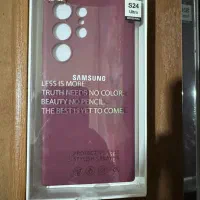 S24
Ultra
SAMSUNG
LESS IS MORE.
TRUTH NEEDS NO COLOR.
BEAUTY NO PENCIL.
THE BEST IS YET TO COME.